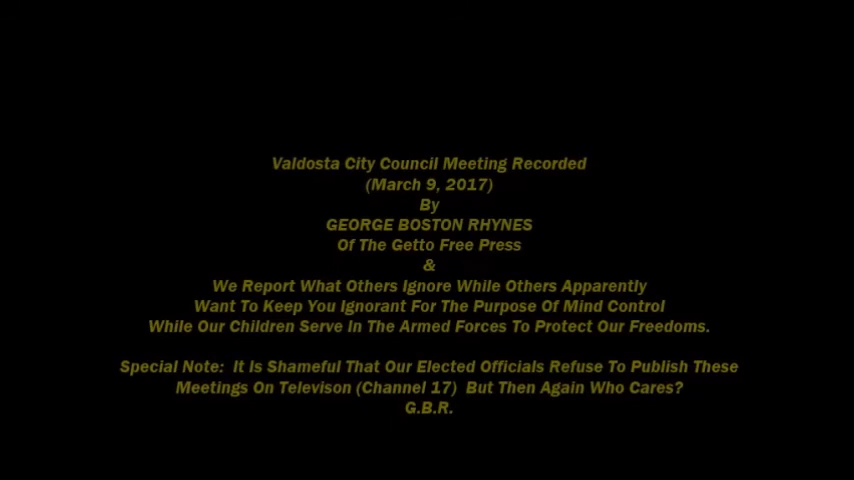 Valdosta City Council Meeting Recorded
(March 9, 2017)
By
GEORGE BOSTON RHYNES
Of The Getto Free Press
&
We Report What Others Ignore While Others Apparently
Want To Keep You Ignorant For The Purpose Of Mind Control
While Our Children Serve In The Armed Forces To Protect Our Freedoms.
Special Note:  It Is Shameful That Our Elected Officials Refuse To Publish These
Meetings On Televison (Channel 17)  But Then Again Who Cares?
G.B.R.